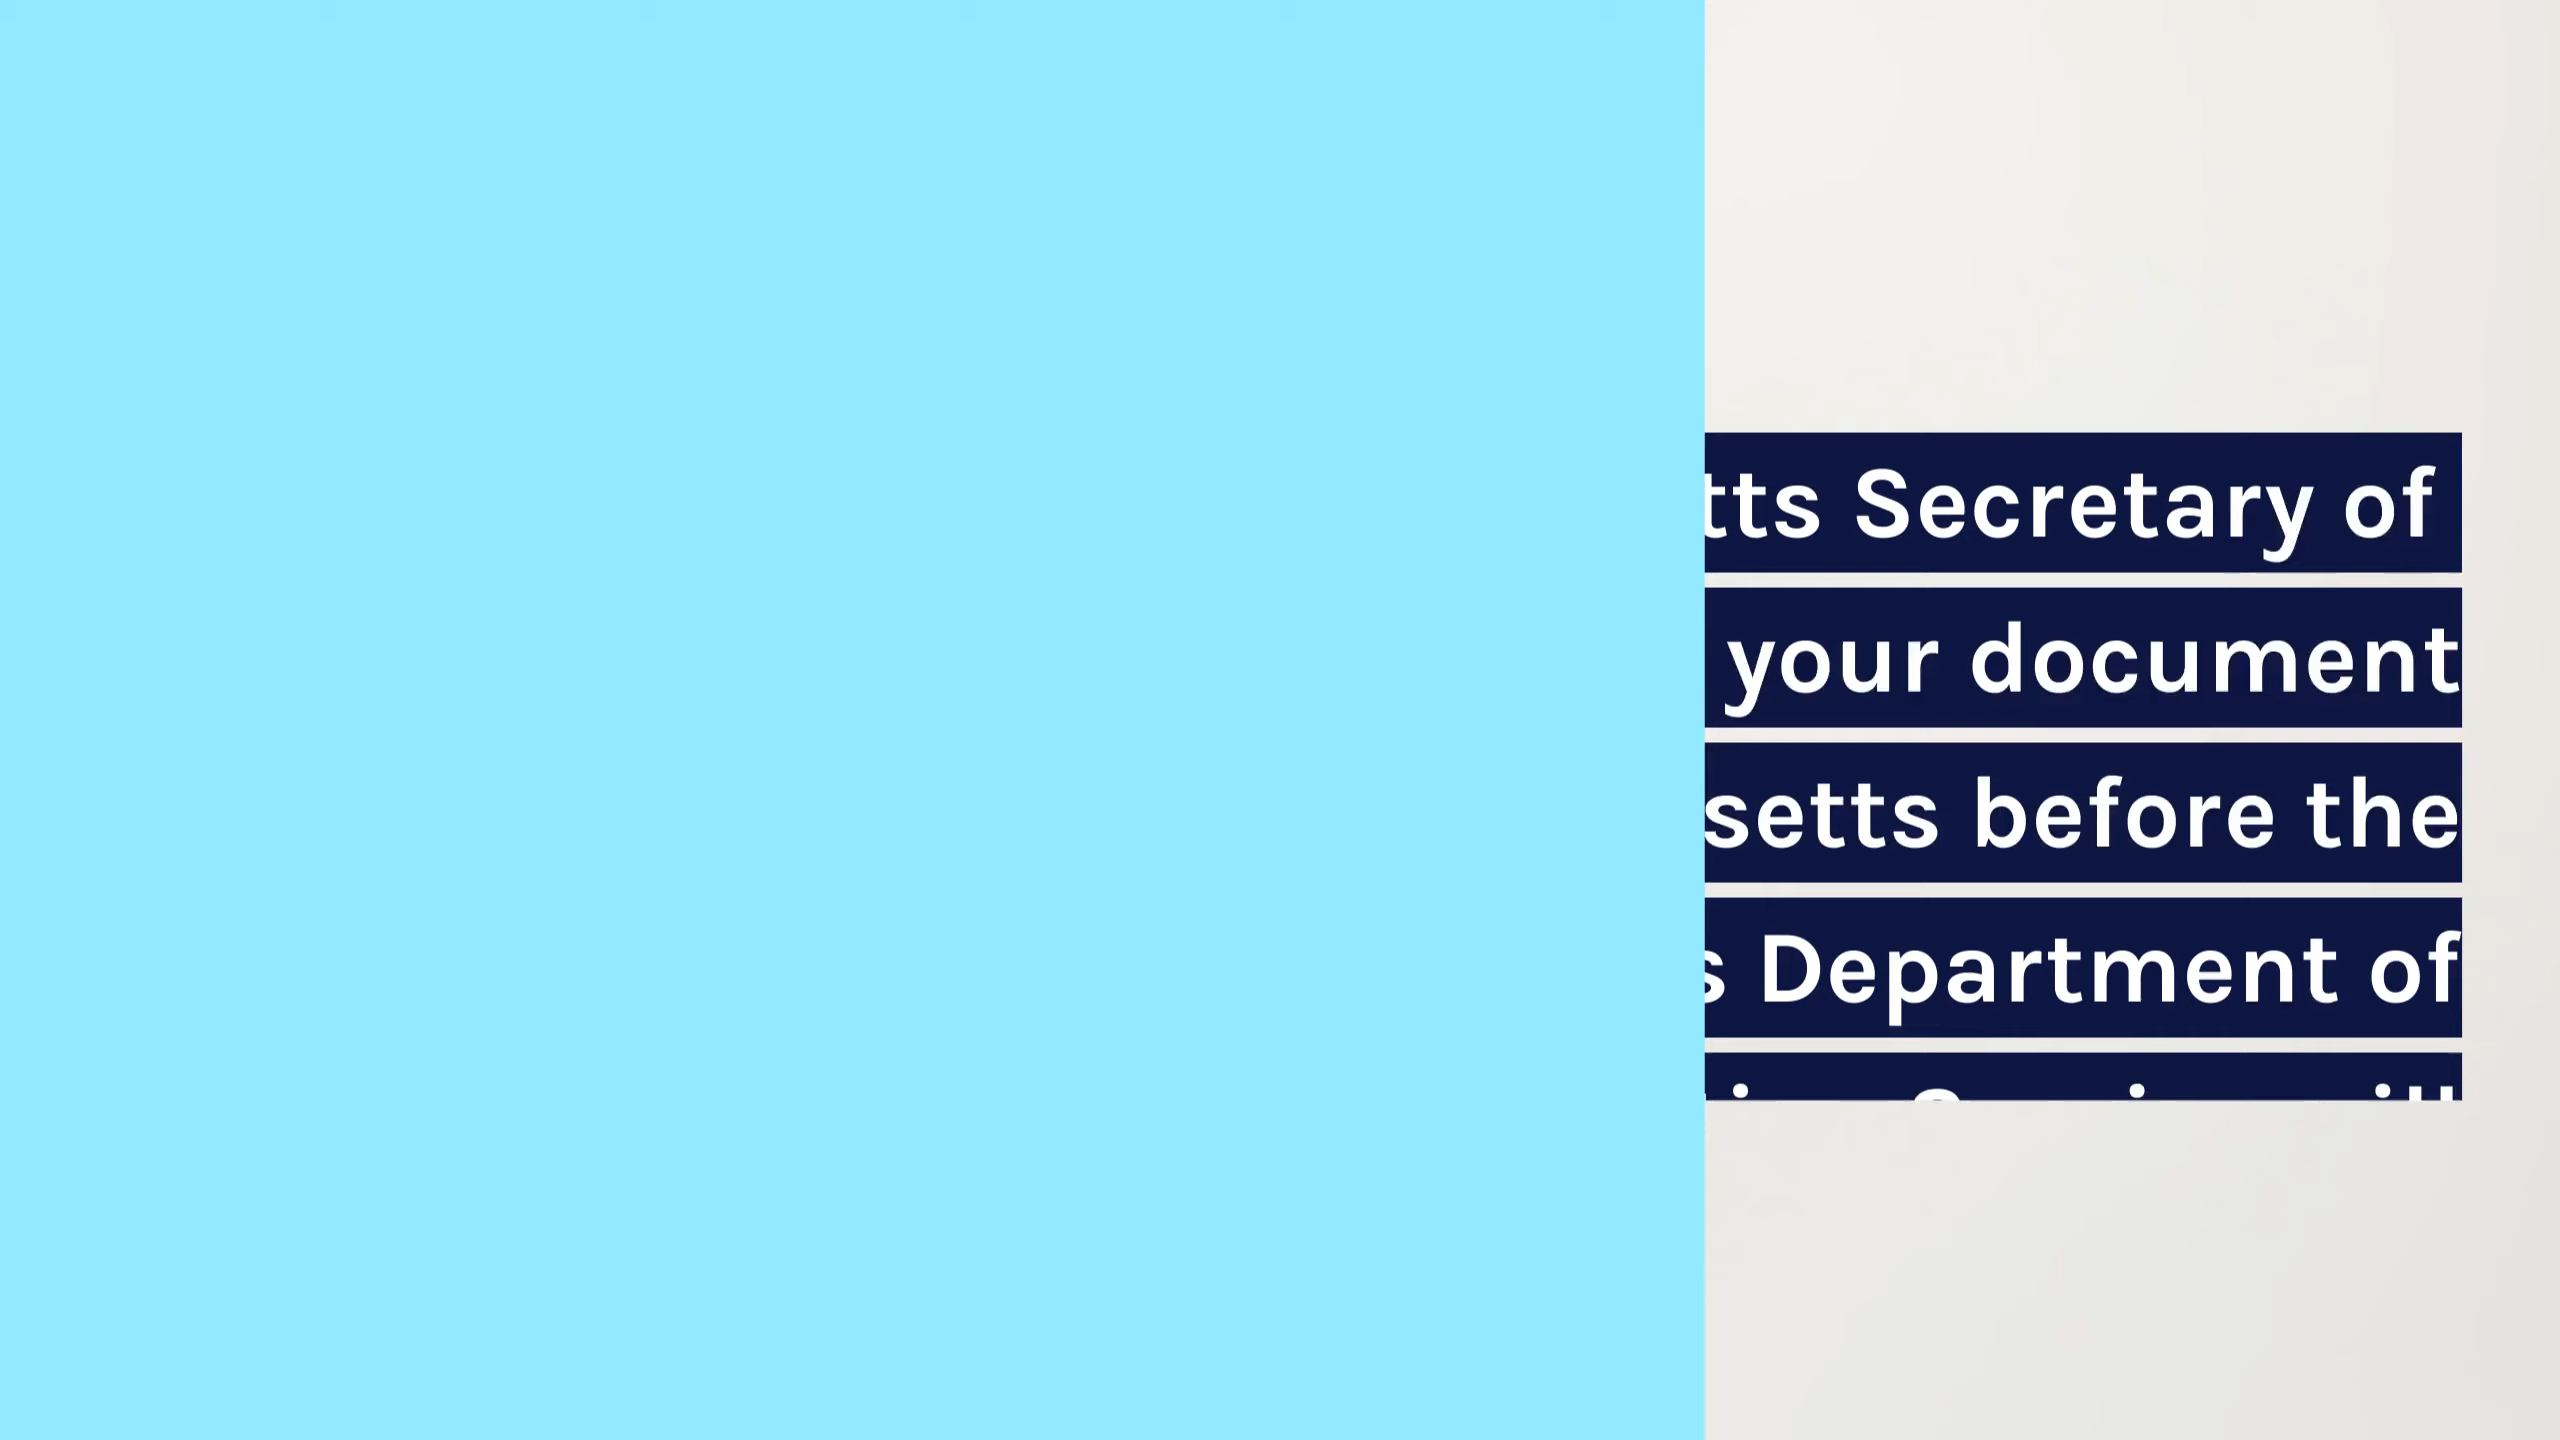 tts Secretary of
your document
setts before the
s Department of